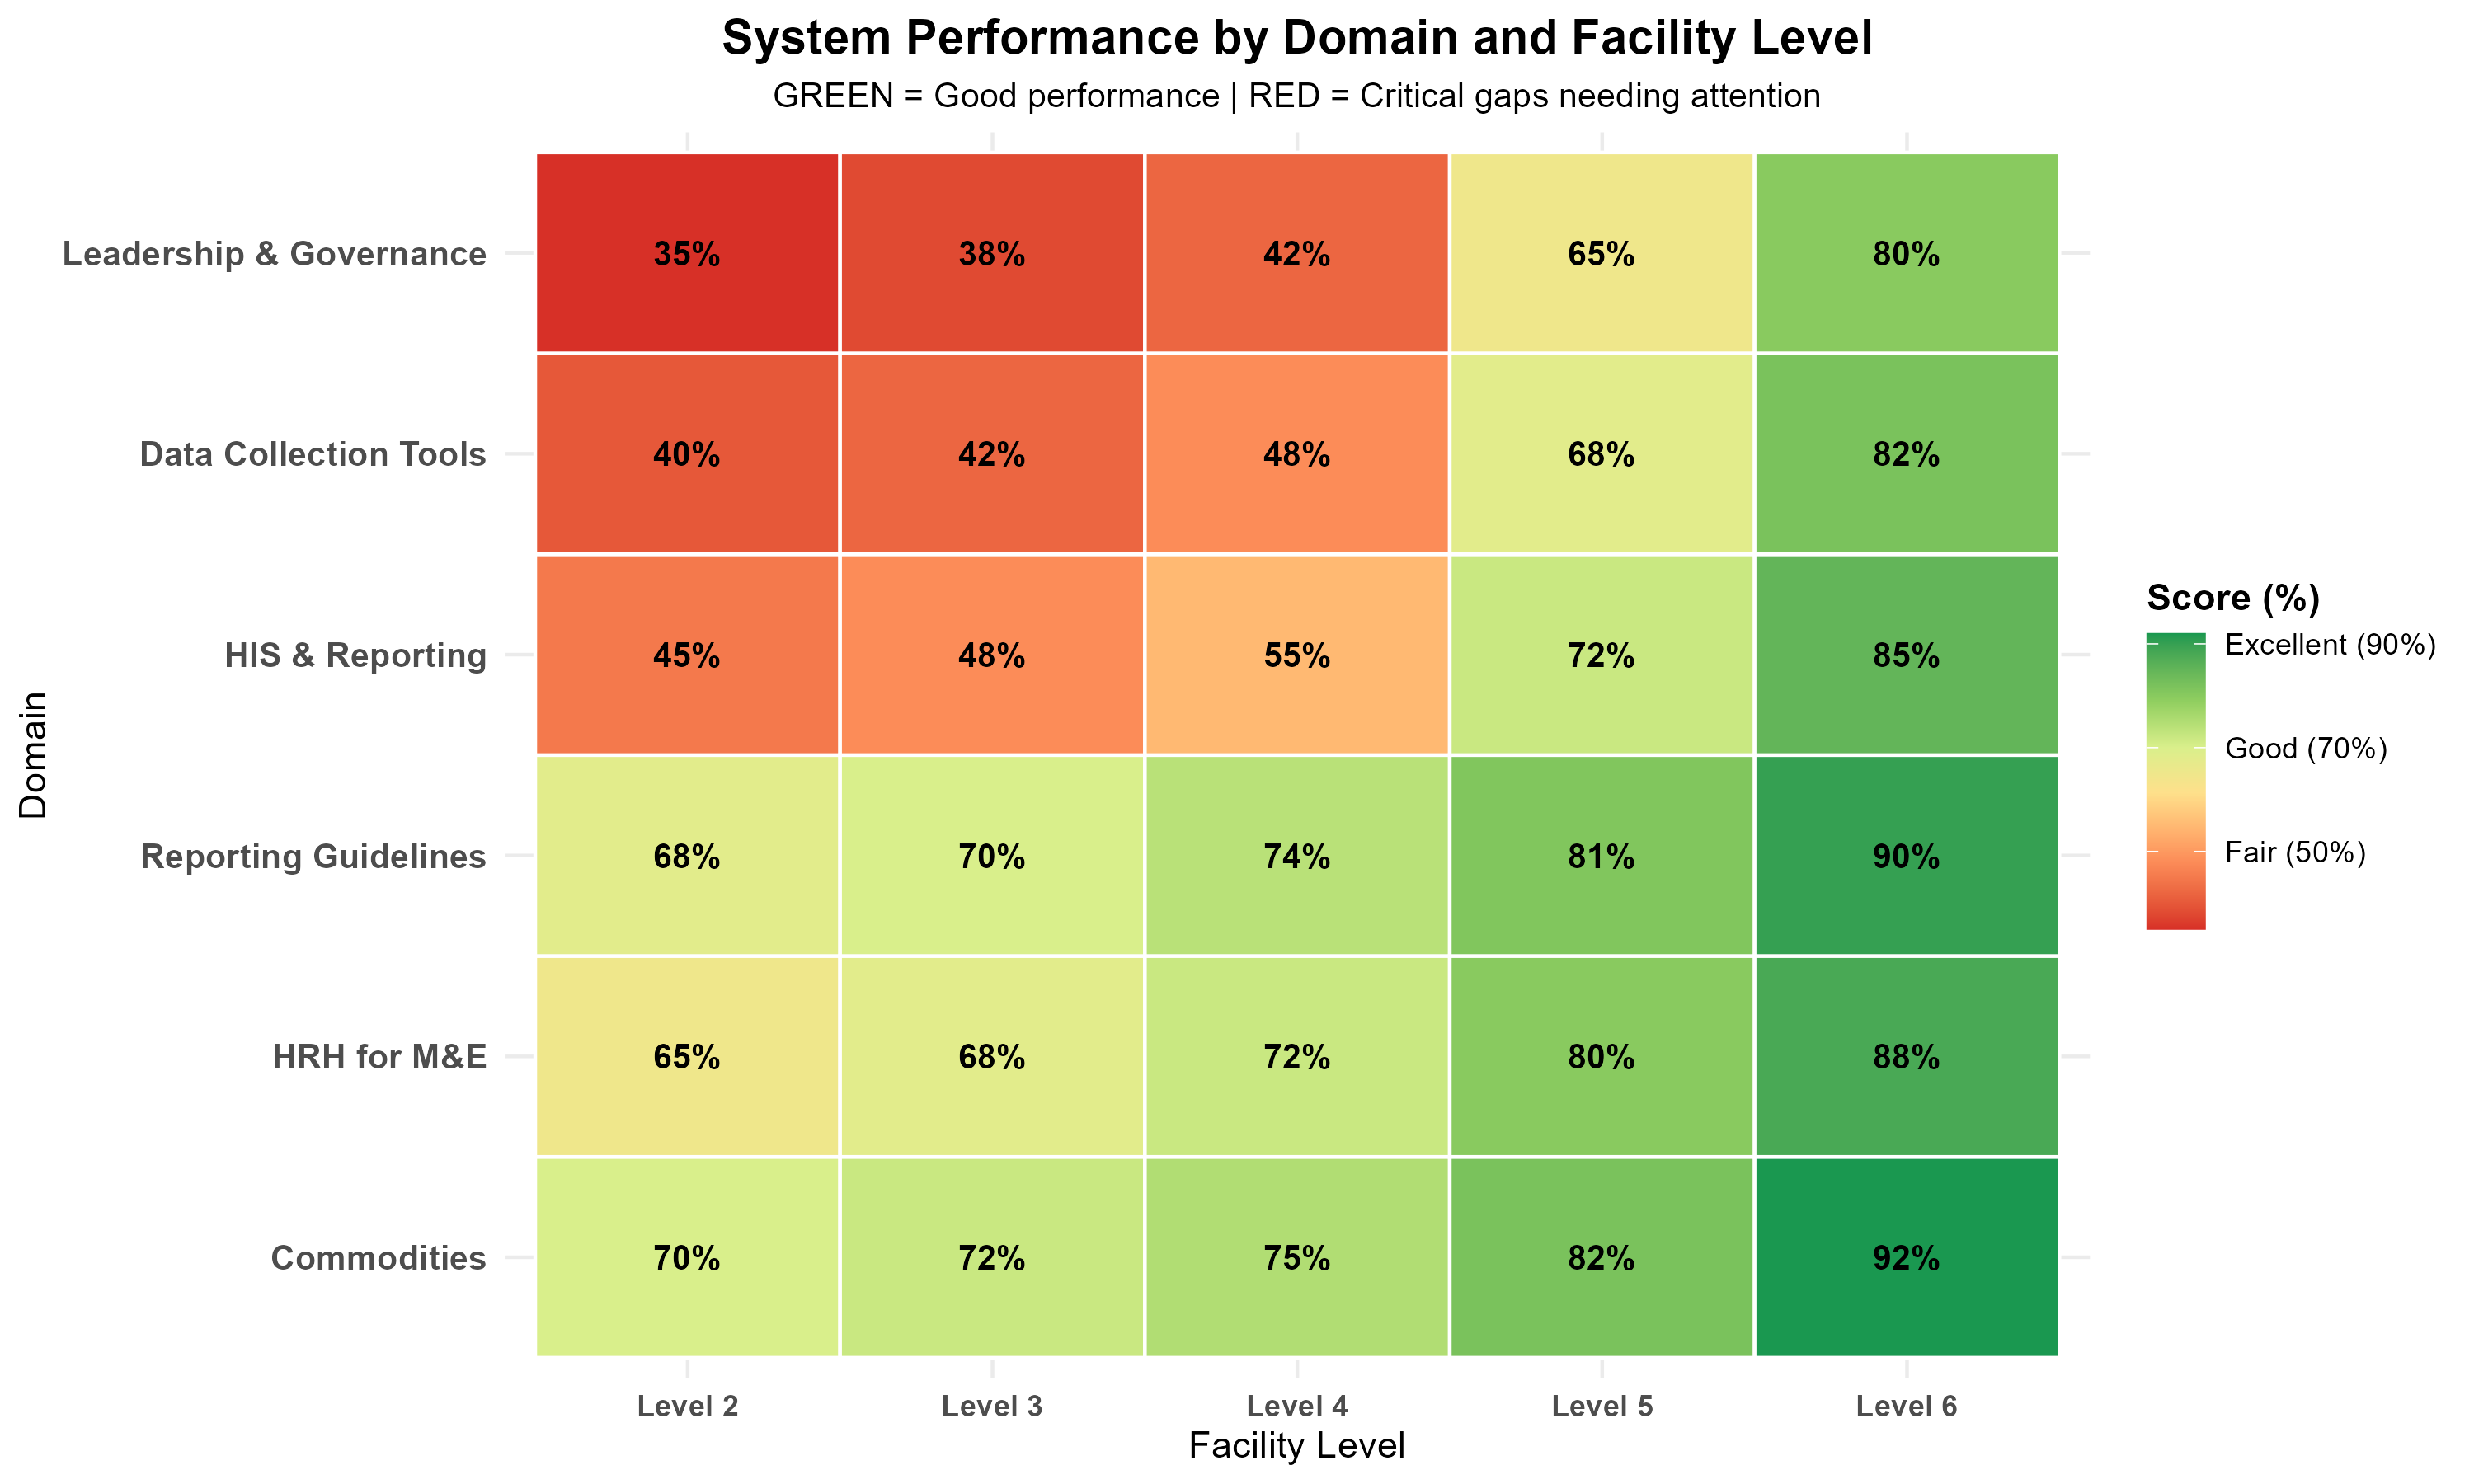 System Performance by Domain and Facility Level
GREEN = Good performance | RED = Critical gaps needing attention
Domain
Leadership & Governance 35% 38% 42% 65% 80%
Data Collection Tools 40% 42% 48% 68% 82%
HIS & Reporting 45% 48% 55% 72% 85%
Reporting Guidelines 68% 70% 74% 81% 90%
HRH for M&E 65% 68% 72% 80% 88%
Commodities 70% 72% 75% 82% 92%
Level 2 Level 3 Level 4 Level 5 Level 6
Facility Level
Score (%)
Excellent (90%)
Good (70%)
Fair (50%)